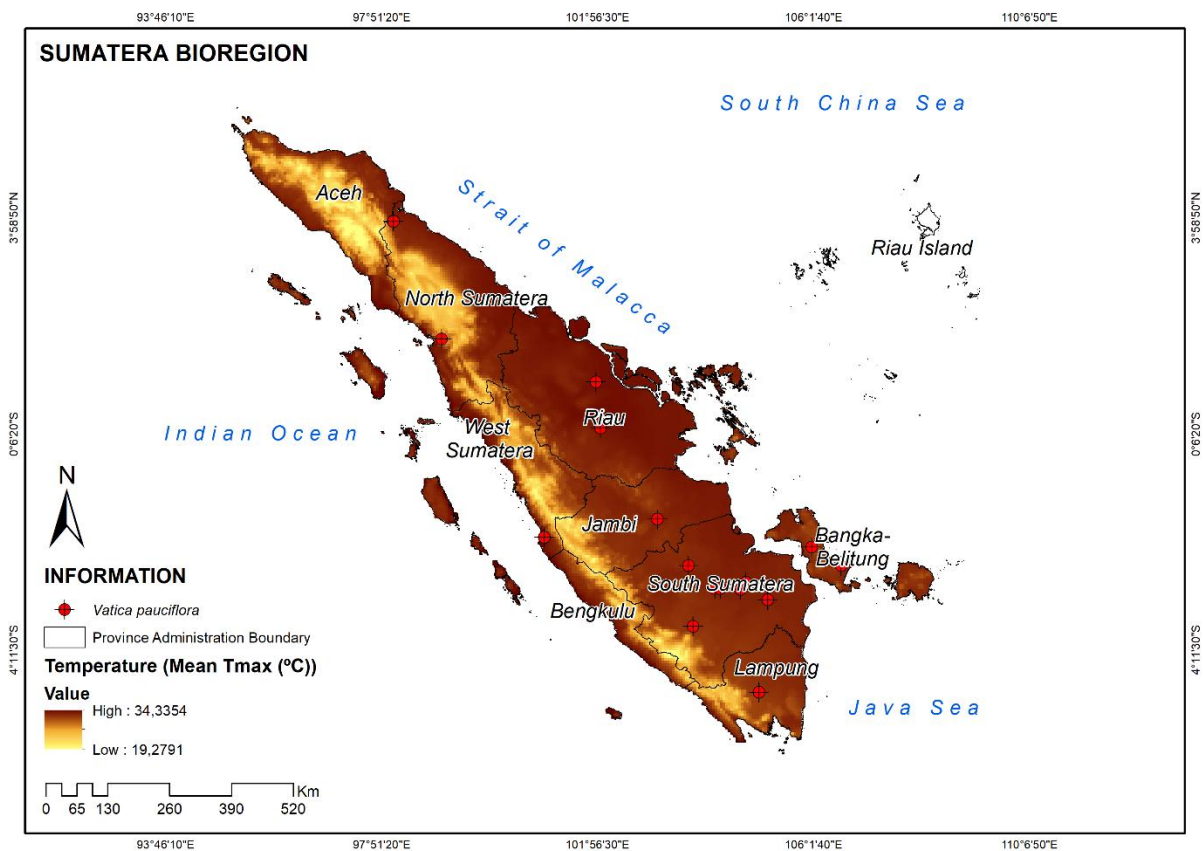 93°46'10"E 97°51'20"E 101°56'30"E 106°1'40"E 110°6'50"E
SUMATERA BIOREGION
South China Sea
3°58'50"N
3°58'50"N
Aceh
Strait of Malacca
Riau Island
North Sumatera
0°6'20"S
0°6'20"S
Indian Ocean
Riau
West
Sumatera
N
Jambi
Bangka-
Belitung
South Sumatera
Bengkulu
INFORMATION
Vatica pauciflora
Province Administration Boundary
4°11'30"S
4°11'30"S
Lampung
Java Sea
Temperature (Mean Tmax (ºC))
Value
High : 34,3354
Low : 19,2791
Km
0 65 130 260 390 520
93°46'10"E 97°51'20"E 101°56'30"E 106°1'40"E 110°6'50"E